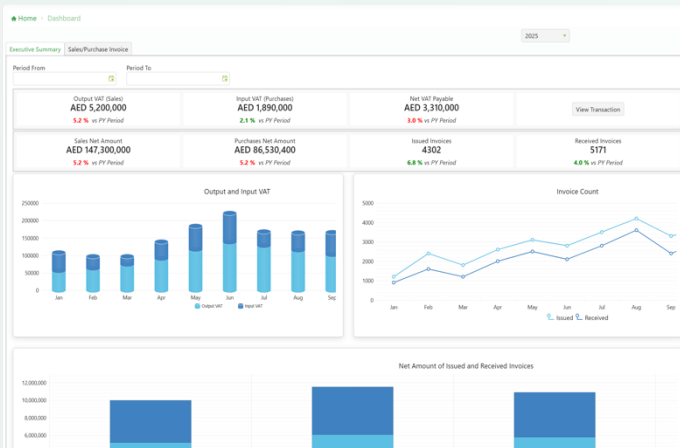 Home › Dashboard
2025
Executive Summary
Sales/Purchase Invoice
Period From
Period To
Output VAT (Sales)
AED 5,200,000
5.2 % vs PY Period
Input VAT (Purchases)
AED 1,890,000
2.1 % vs PY Period
Net VAT Payable
AED 3,310,000
3.0 % vs PY Period
View Transaction
Sales Net Amount
AED 147,300,000
5.2 % vs PY Period
Purchases Net Amount
AED 86,530,400
5.2 % vs PY Period
Issued Invoices
4302
6.8 % vs PY Period
Received Invoices
5171
4.0 % vs PY Period
Output and Input VAT
250000
200000
150000
100000
50000
0
Jan Feb Mar Apr May Jun Jul Aug Sep
Output VAT Input VAT
Invoice Count
5000
4000
3000
2000
1000
0
Jan Feb Mar Apr May Jun Jul Aug Sep
Issued Received
Net Amount of Issued and Received Invoices
12,000,000
10,000,000
8,000,000
6,000,000